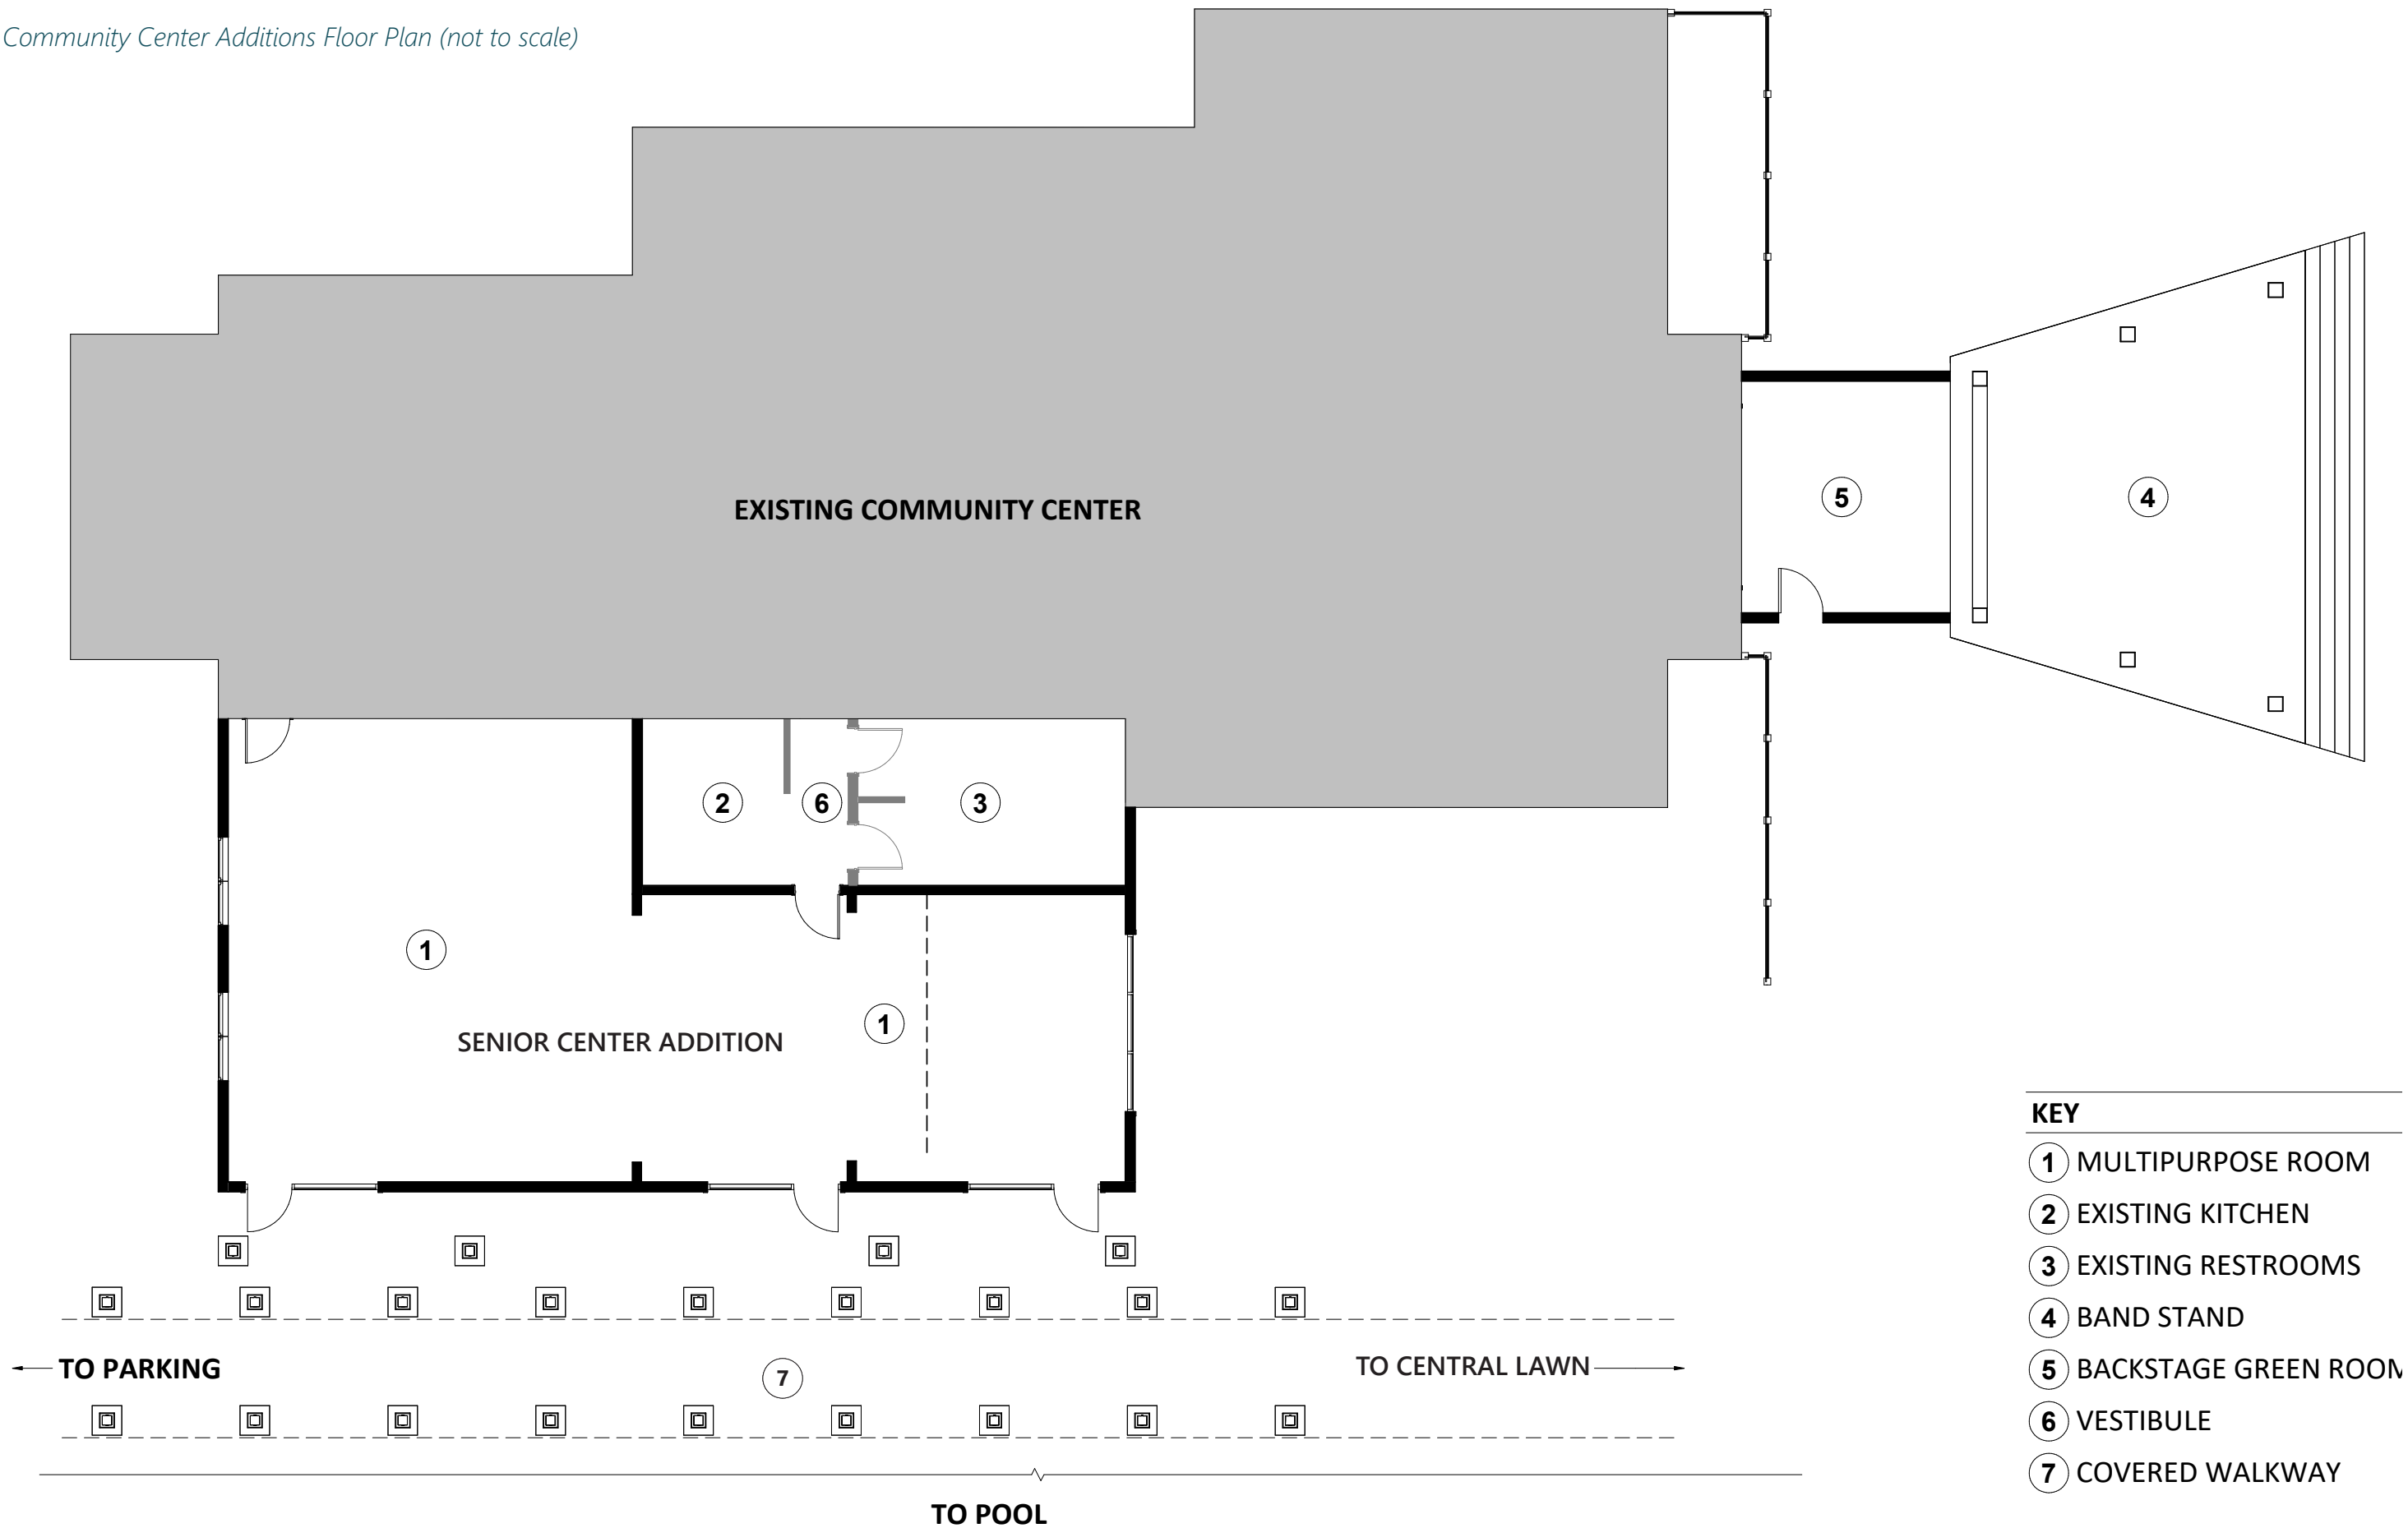 Community Center Additions Floor Plan (not to scale)
EXISTING COMMUNITY CENTER
5
4
2
6
3
1
1
SENIOR CENTER ADDITION
TO PARKING
7
TO CENTRAL LAWN
TO POOL
KEY
1 MULTIPURPOSE ROOM
2 EXISTING KITCHEN
3 EXISTING RESTROOMS
4 BAND STAND
5 BACKSTAGE GREEN ROOM
6 VESTIBULE
7 COVERED WALKWAY